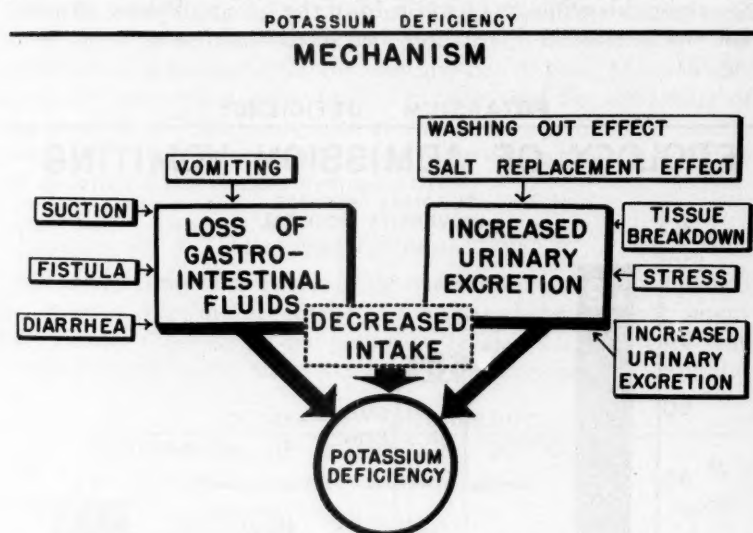 POTASSIUM DEFICIENCY
MECHANISM
VOMITING
SUCTION
FISTULA
DIARRHEA
LOSS OF
GASTRO-
INTESTINAL
FLUIDS
WASHING OUT EFFECT
SALT REPLACEMENT EFFECT
INCREASED
URINARY
EXCRETION
TISSUE
BREAKDOWN
STRESS
INCREASED
URINARY
EXCRETION
DECREASED
INTAKE
POTASSIUM
DEFICIENCY